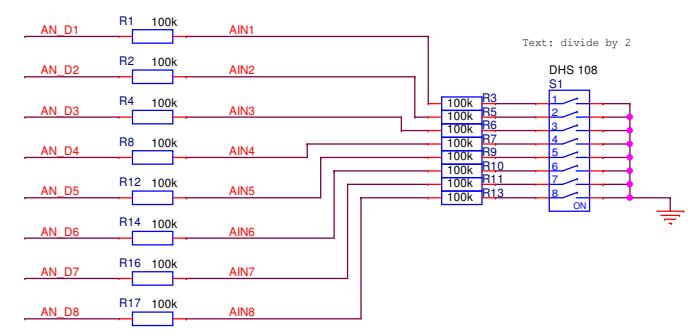 R1 100k
AN_D1 AIN1
Text: divide by 2
R2 100k
AN_D2 AIN2
DHS 108
S1
R4 100k
AN_D3 AIN3
100k R3 1
100k R5 2
100k R6 3
100k R7 4
100k R9 5
100k R10 6
100k R11 7
100k R13 8
ON
R8 100k
AN_D4 AIN4
R12 100k
AN_D5 AIN5
R14 100k
AN_D6 AIN6
R16 100k
AN_D7 AIN7
R17 100k
AN_D8 AIN8